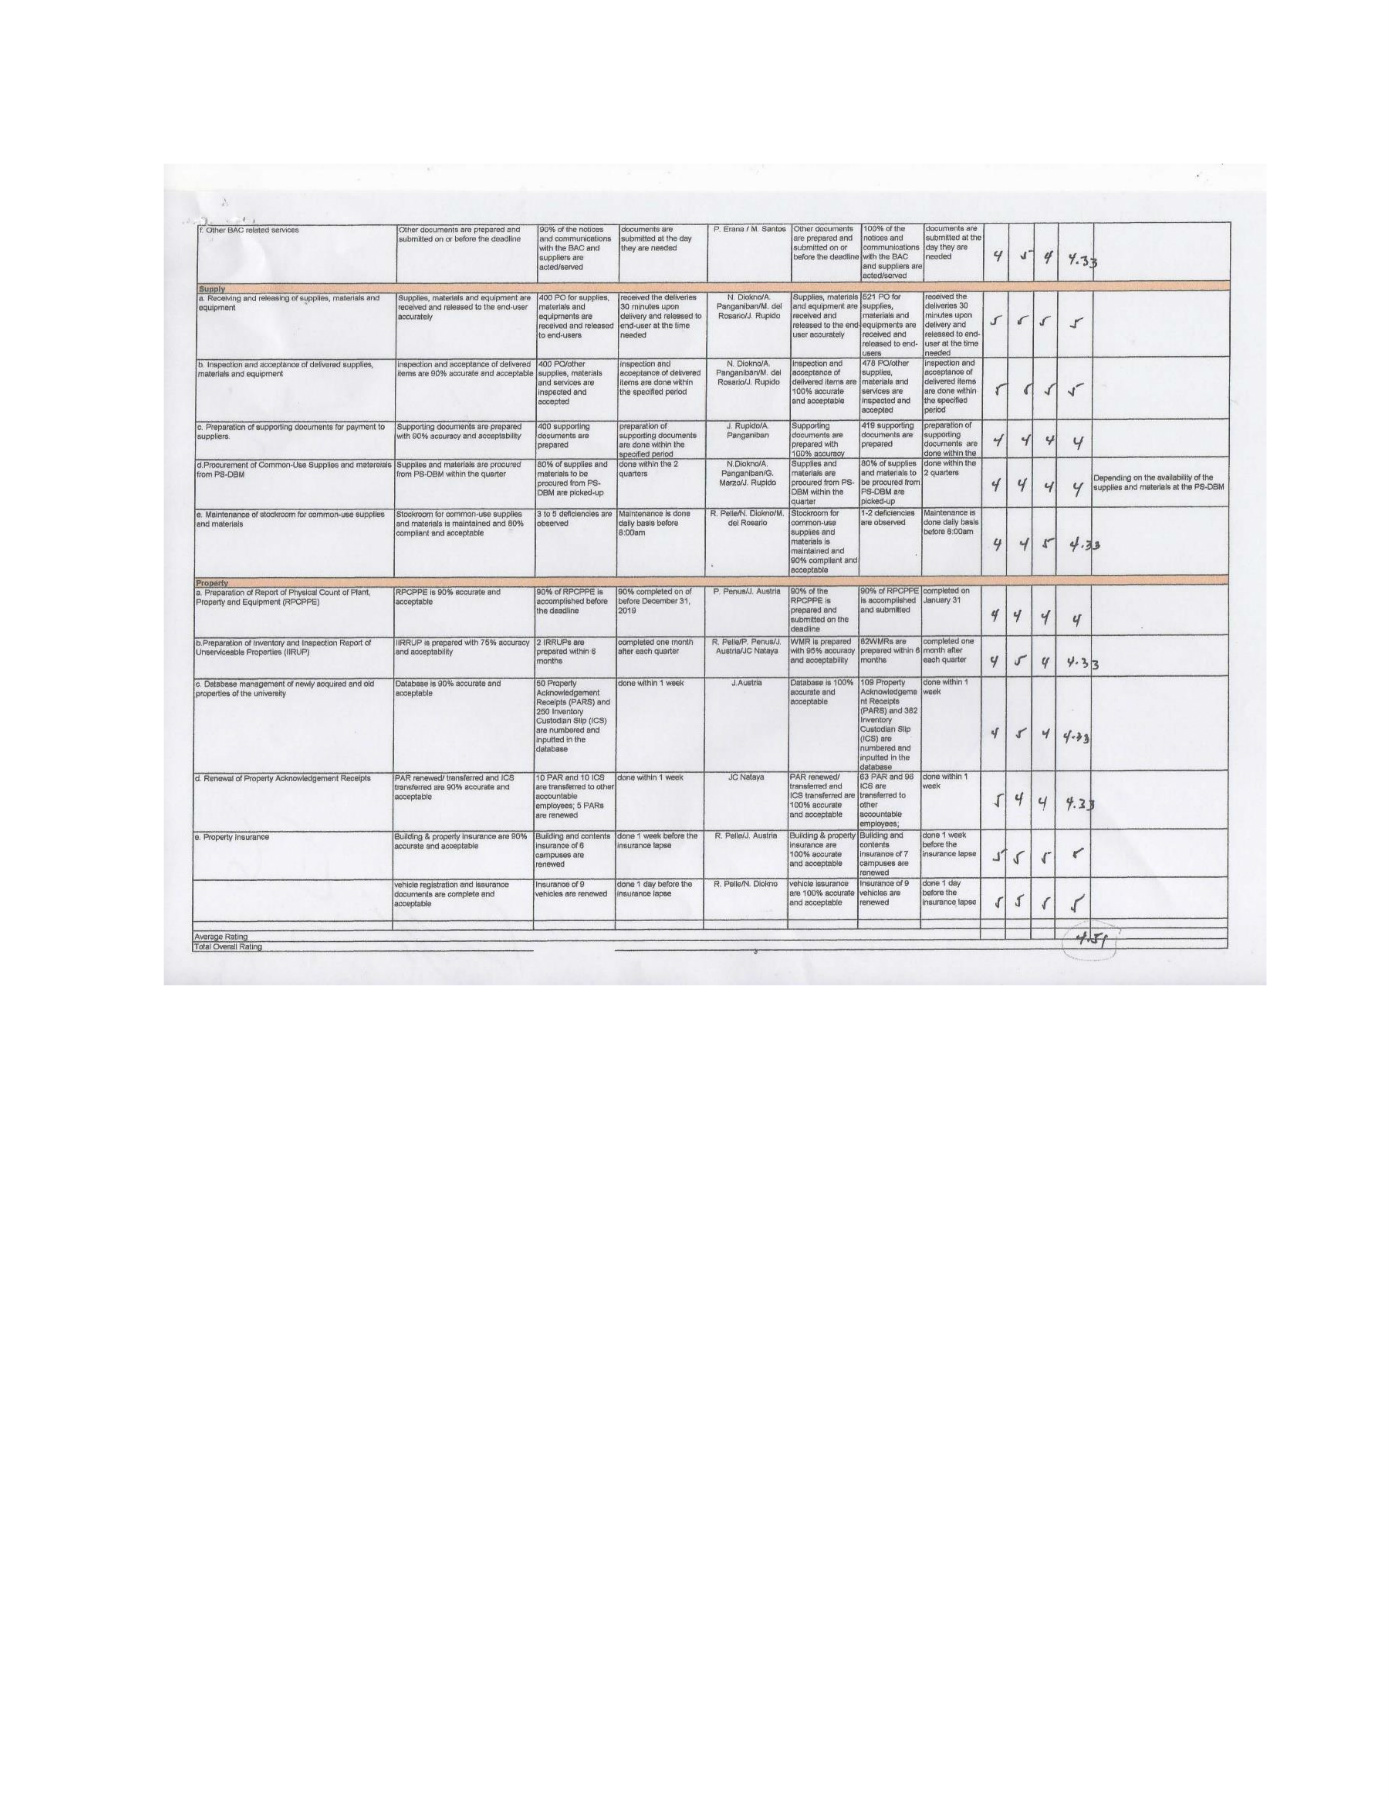 f. Other BAC related services
Other documents are prepared and
submitted on or before the deadline
90% of the notices
and communications
with the BAC and
suppliers are
acted/served
documents are
submitted at the day
they are needed
P. Erana / M. Santos
Other documents
are prepared and
submitted on or
before the deadline
100% of the
notices and
communications
with the BAC
and suppliers are
acted/served
documents are
submitted at the
day they are
needed
4 5 4 4.33
Supply
a. Receiving and releasing of supplies, materials and
equipment
Supplies, materials and equipment are
received and released to the end-user
accurately
400 PO for supplies,
materials and
equipments are
received and released
to end-users
received the deliveries
30 minutes upon
delivery and released to
end-user at the time
needed
N. Diokno/A.
Panganiban/M. del
Rosario/J. Rupido
Supplies, materials
and equipment are
received and
released to the end-
user accurately
621 PO for
supplies,
materials and
equipments are
received and
released to end-
users
received the
deliveries 30
minutes upon
delivery and
released to end-
user at the time
needed
5 5 5 5
b. Inspection and acceptance of delivered supplies,
materials and equipment
Inspection and acceptance of delivered
items are 90% accurate and acceptable
400 PO/other
supplies, materials
and services are
inspected and
accepted
inspection and
acceptance of delivered
items are done within
the specified period
N. Diokno/A.
Panganiban/M. del
Rosario/J. Rupido
Inspection and
acceptance of
delivered items are
100% accurate
and acceptable
478 PO/other
supplies,
materials and
services are
inspected and
accepted
inspection and
acceptance of
delivered items
are done within
the specified
period
5 5 5 5
c. Preparation of supporting documents for payment to
suppliers.
Supporting documents are prepared
with 90% accuracy and acceptability
400 supporting
documents are
prepared
preparation of
supporting documents
are done within the
specified period
J. Rupido/A.
Panganiban
Supporting
documents are
prepared with
100% accuracy
419 supporting
documents are
prepared
preparation of
supporting
documents are
done within the
4 4 4 4
d.Procurement of Common-Use Supplies and matereials
from PS-DBM
Supplies and materials are procured
from PS-DBM within the quarter
80% of supplies and
materials to be
procured from PS-
DBM are picked-up
done within the 2
quarters
N.Diokno/A.
Panganiban/G.
Marzo/J. Rupido
Supplies and
materials are
procured from PS-
DBM within the
quarter
80% of supplies
and materials to
be procured from
PS-DBM are
picked-up
done within the
2 quarters
4 4 4 4
Depending on the availability of the
supplies and materials at the PS-DBM
e. Maintenance of stockroom for common-use supplies
and materials
Stockroom for common-use supplies
and materials is maintained and 80%
compliant and acceptable
3 to 5 deficiencies are
observed
Maintenance is done
daily basis before
8:00am
R. Pelle/N. Diokno/M.
del Rosario
Stockroom for
common-use
supplies and
materials is
maintained and
90% compliant and
acceptable
1-2 deficiencies
are observed
Maintenance is
done daily basis
before 8:00am
4 4 5 4.33
Property
a. Preparation of Report of Physical Count of Plant,
Property and Equipment (RPCPPE)
RPCPPE is 90% accurate and
acceptable
90% of RPCPPE is
accomplished before
the deadline
90% completed on of
before December 31,
2019
P. Penus/J. Austria
90% of the
RPCPPE is
prepared and
submitted on the
deadline
90% of RPCPPE
is accomplished
and submitted
completed on
January 31
4 4 4 4
b.Preparation of Inventory and Inspection Report of
Unserviceable Properties (IIRUP)
IIRRUP is prepared with 75% accuracy
and acceptability
2 IRRUPs are
prepared within 6
months
completed one month
after each quarter
R. Pelle/P. Penus/J.
Austria/JC Nataya
WMR is prepared
with 95% accuracy
and acceptability
62WMRs are
prepared within 6
months
completed one
month after
each quarter
4 5 4 4.33
c. Database management of newly acquired and old
properties of the university
Database is 90% accurate and
acceptable
50 Property
Acknowledgement
Receipts (PARS) and
250 Inventory
Custodian Slip (ICS)
are numbered and
inputted in the
database
done within 1 week
J.Austria
Database is 100%
accurate and
acceptable
109 Property
Acknowledgeme
nt Receipts
(PARS) and 382
Inventory
Custodian Slip
(ICS) are
numbered and
inputted in the
database
done within 1
week
4 5 4 4.33
d. Renewal of Property Acknowledgement Receipts
PAR renewed/ transferred and ICS
transferred are 90% accurate and
acceptable
10 PAR and 10 ICS
are transferred to other
accountable
employees; 5 PARs
are renewed
done within 1 week
JC Nataya
PAR renewed/
transferred and
ICS transferred are
100% accurate
and acceptable
63 PAR and 98
ICS are
transferred to
other
accountable
employees;
done within 1
week
5 4 4 4.33
e. Property Insurance
Building & property insurance are 90%
accurate and acceptable
Building and contents
insurance of 6
campuses are
renewed
done 1 week before the
insurance lapse
R. Pelle/J. Austria
Building & property
insurance are
100% accurate
and acceptable
Building and
contents
insurance of 7
campuses are
renewed
done 1 week
before the
insurance lapse
5 5 5 5
vehicle registration and issurance
documents are complete and
acceptable
Insurance of 9
vehicles are renewed
done 1 day before the
insurance lapse
R. Pelle/N. Diokno
vehicle issurance
are 100% accurate
and acceptable
Insurance of 9
vehicles are
renewed
done 1 day
before the
insurance lapse
5 5 5 5
Average Rating
4.51
Total Overall Rating